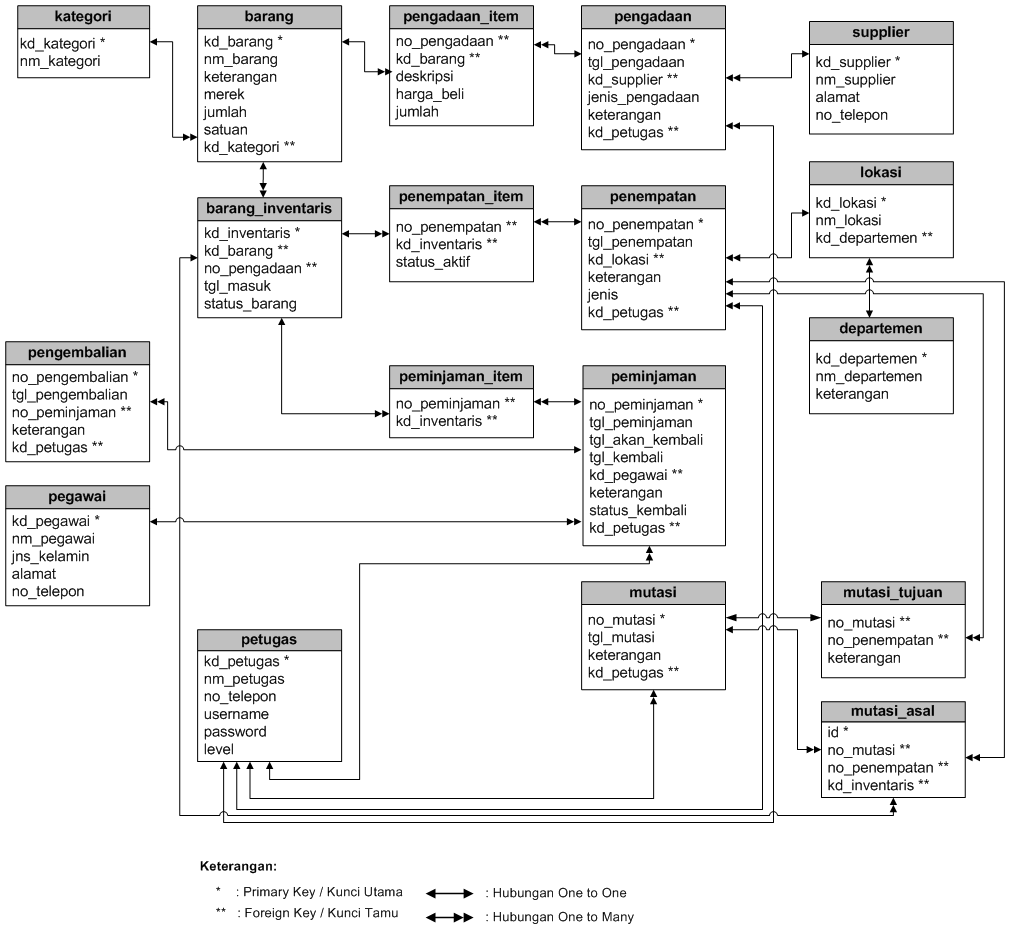 kategori
kd_kategori *
nm_kategori
barang
kd_barang *
nm_barang
keterangan
merek
jumlah
satuan
kd_kategori **
pengadaan_item
no_pengadaan **
kd_barang **
deskripsi
harga_beli
jumlah
pengadaan
no_pengadaan *
tgl_pengadaan
kd_supplier **
jenis_pengadaan
keterangan
kd_petugas **
supplier
kd_supplier *
nm_supplier
alamat
no_telepon
barang_inventaris
kd_inventaris *
kd_barang **
no_pengadaan **
tgl_masuk
status_barang
penempatan_item
no_penempatan **
kd_inventaris **
status_aktif
penempatan
no_penempatan *
tgl_penempatan
kd_lokasi **
keterangan
jenis
kd_petugas **
lokasi
kd_lokasi *
nm_lokasi
kd_departemen **
departemen
kd_departemen *
nm_departemen
keterangan
pengembalian
no_pengembalian *
tgl_pengembalian
no_peminjaman **
keterangan
kd_petugas **
peminjaman_item
no_peminjaman **
kd_inventaris **
peminjaman
no_peminjaman *
tgl_peminjaman
tgl_akan_kembali
tgl_kembali
kd_pegawai **
keterangan
status_kembali
kd_petugas **
pegawai
kd_pegawai *
nm_pegawai
jns_kelamin
alamat
no_telepon
petugas
kd_petugas *
nm_petugas
no_telepon
username
password
level
mutasi
no_mutasi *
tgl_mutasi
keterangan
kd_petugas **
mutasi_tujuan
no_mutasi **
no_penempatan **
keterangan
mutasi_asal
id *
no_mutasi **
no_penempatan **
kd_inventaris **
Keterangan:
* : Primary Key / Kunci Utama
** : Foreign Key / Kunci Tamu
: Hubungan One to One
: Hubungan One to Many